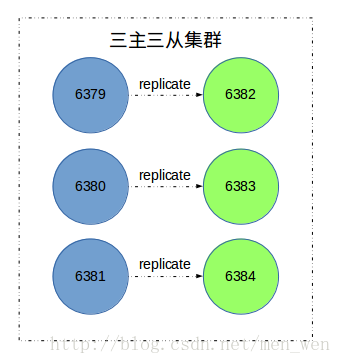 三主三从集群
6379 replicate 6382
6380 replicate 6383
6381 replicate 6384
http://blog.csdn.net/men_wen